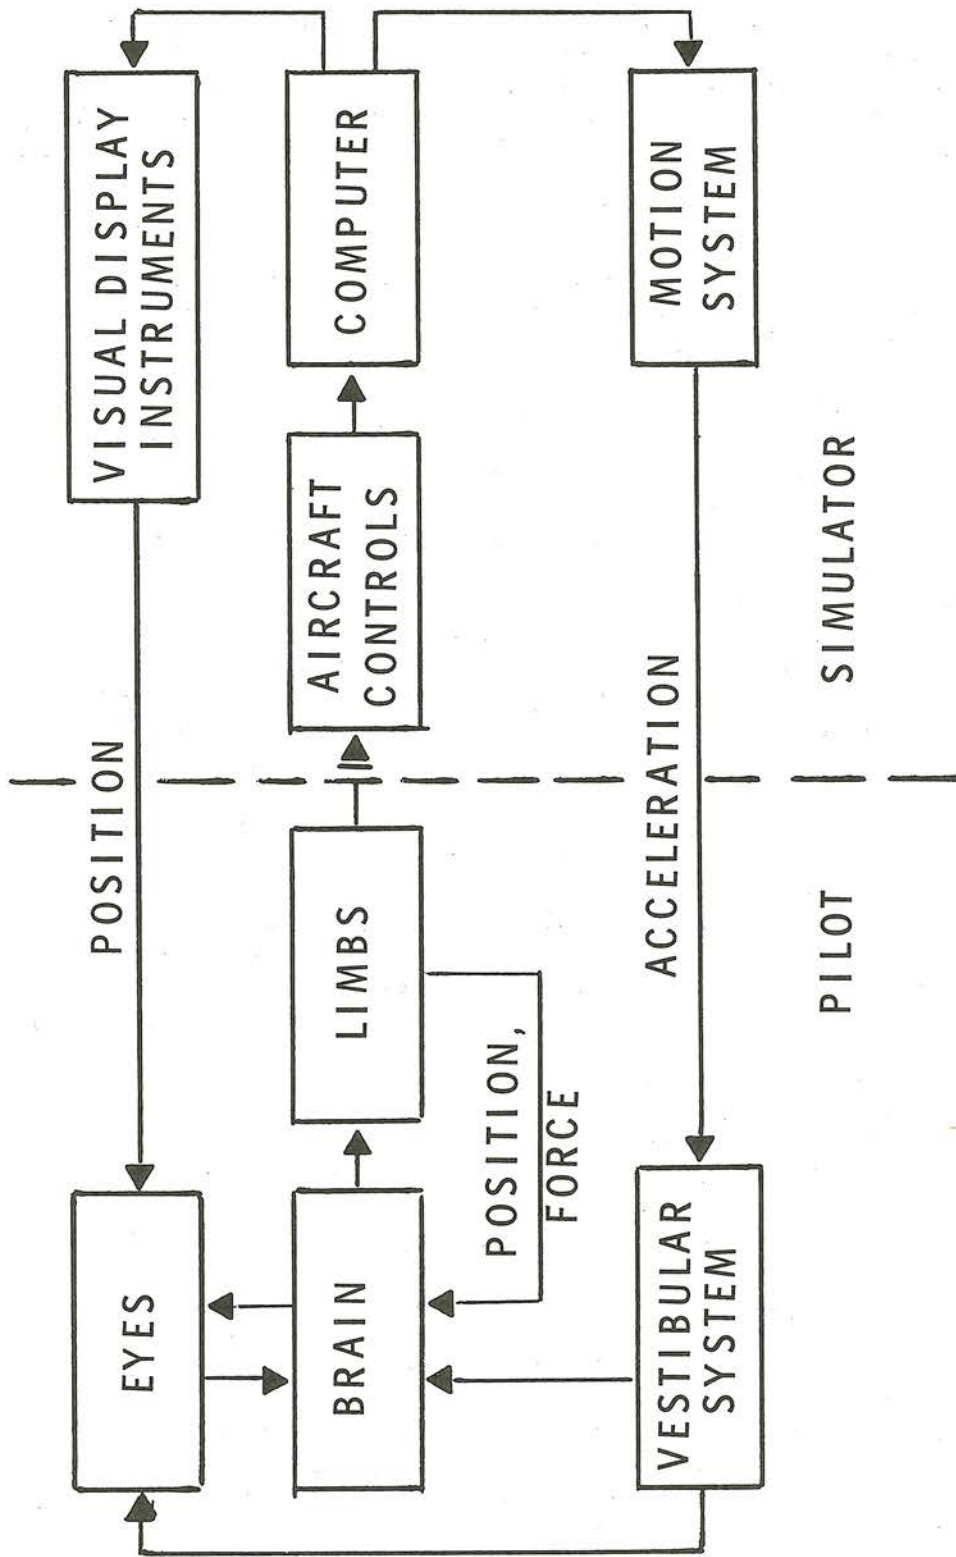 EYES
POSITION
VISUAL DISPLAY
INSTRUMENTS
BRAIN
LIMBS
AIRCRAFT
CONTROLS
COMPUTER
POSITION,
FORCE
VESTIBULAR
SYSTEM
ACCELERATION
MOTION
SYSTEM
PILOT
SIMULATOR